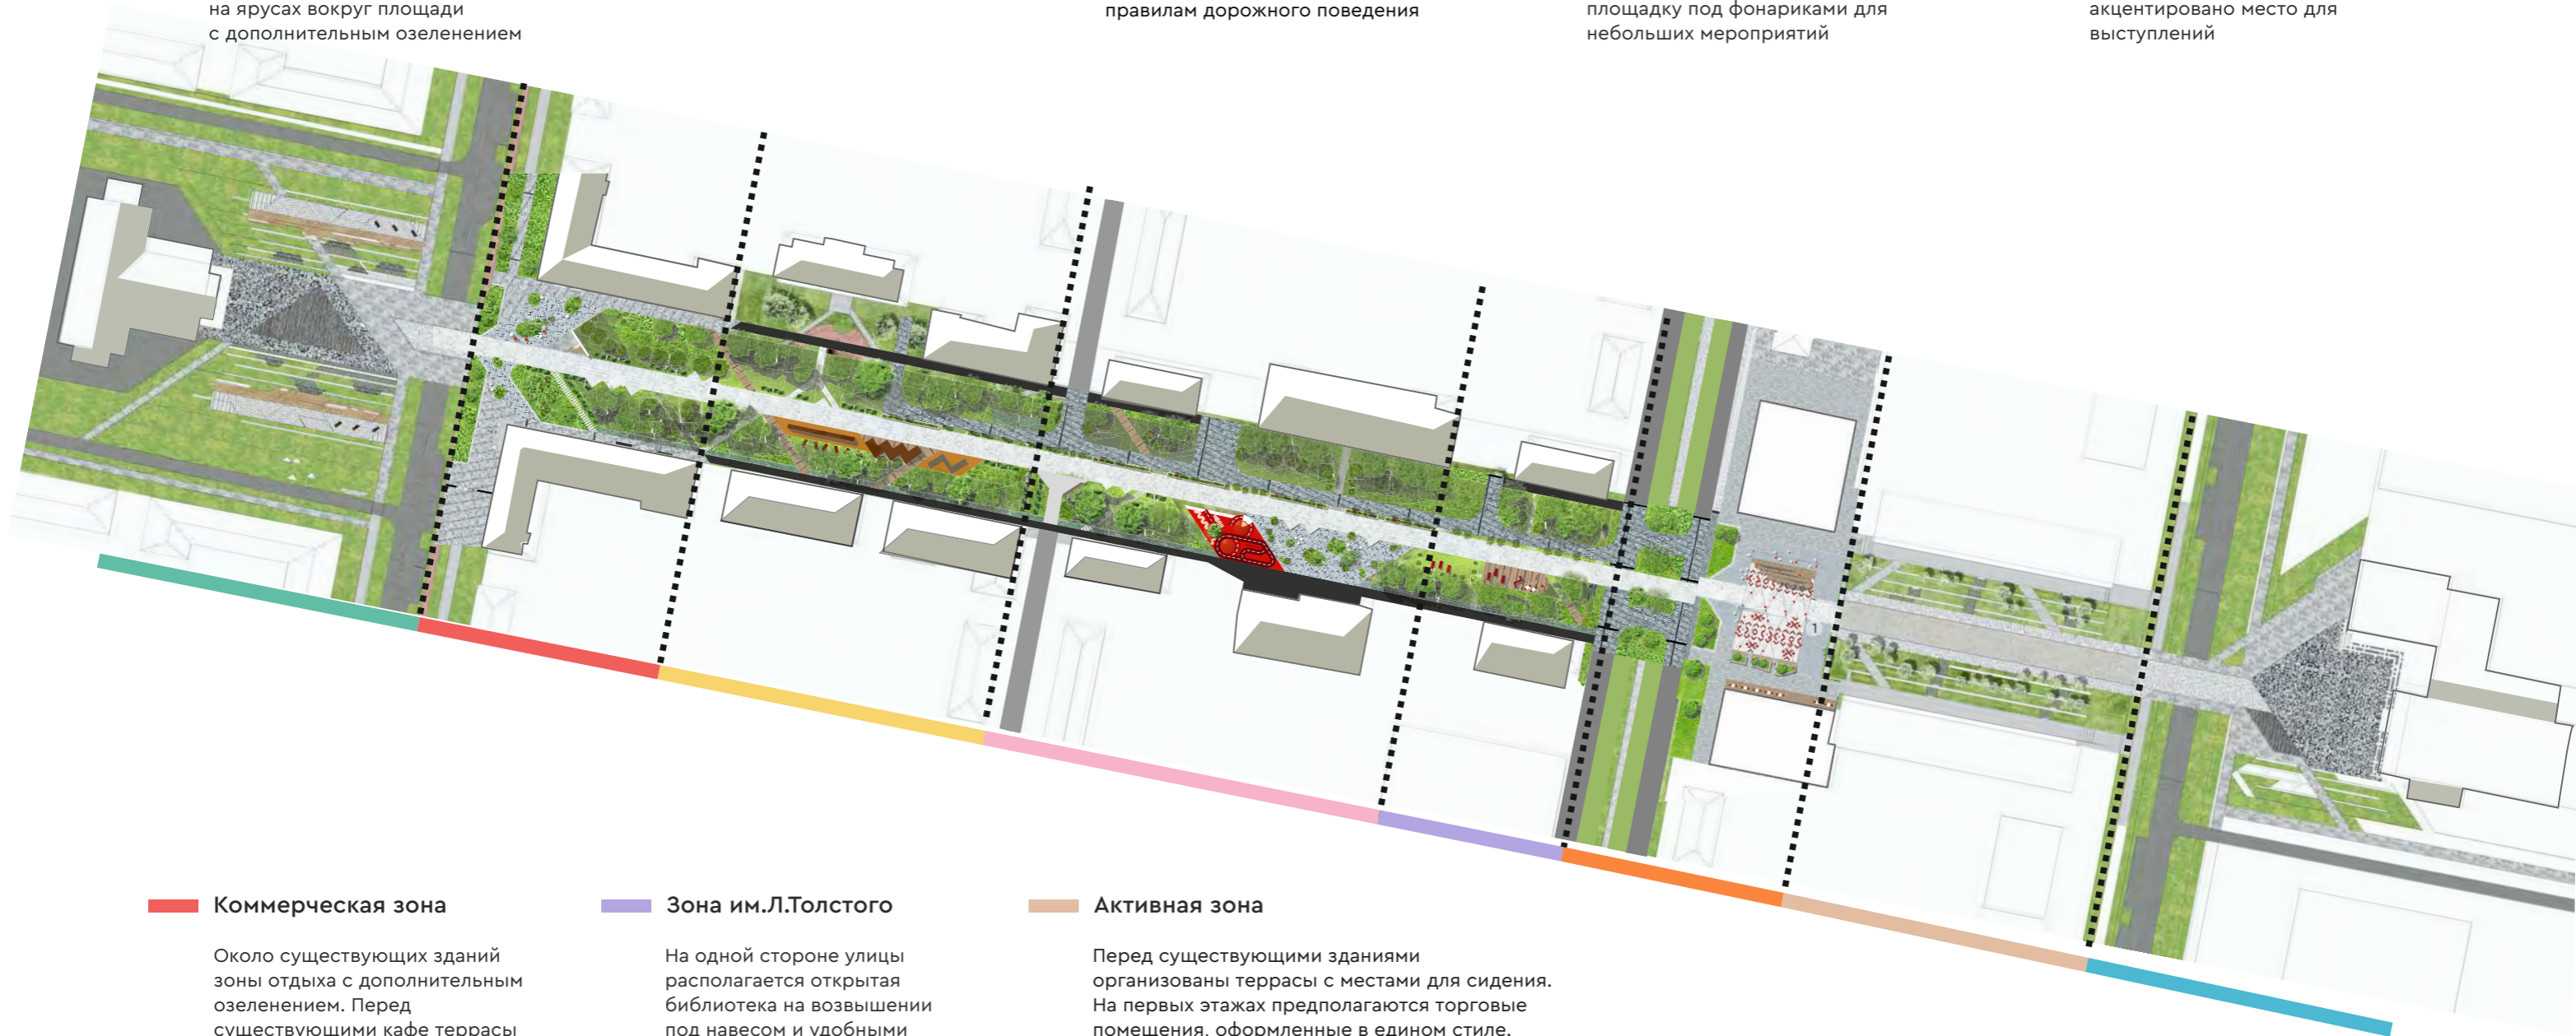 на ярусах вокруг площади
с дополнительным озеленением
правилам дорожного поведения
площадку под фонариками для
небольших мероприятий
акцентировано место для
выступлений
1
Коммерческая зона
Около существующих зданий
зоны отдыха с дополнительным
озеленением. Перед
существующими кафе террасы
Зона им.Л.Толстого
На одной стороне улицы
располагается открытая
библиотека на возвышении
под навесом и удобными
Активная зона
Перед существующими зданиями
организованы террасы с местами для сидения.
На первых этажах предполагаются торговые
помещения, оформленные в едином стиле.